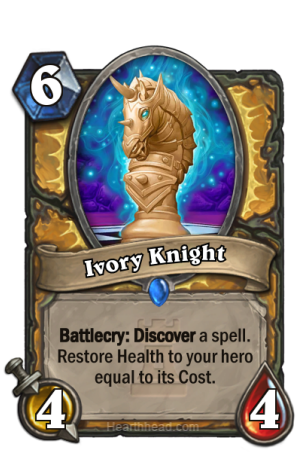 6
Ivory Knight
Battlecry: Discover a spell.
Restore Health to your hero
equal to its Cost.
4
4
Hearthhead.com